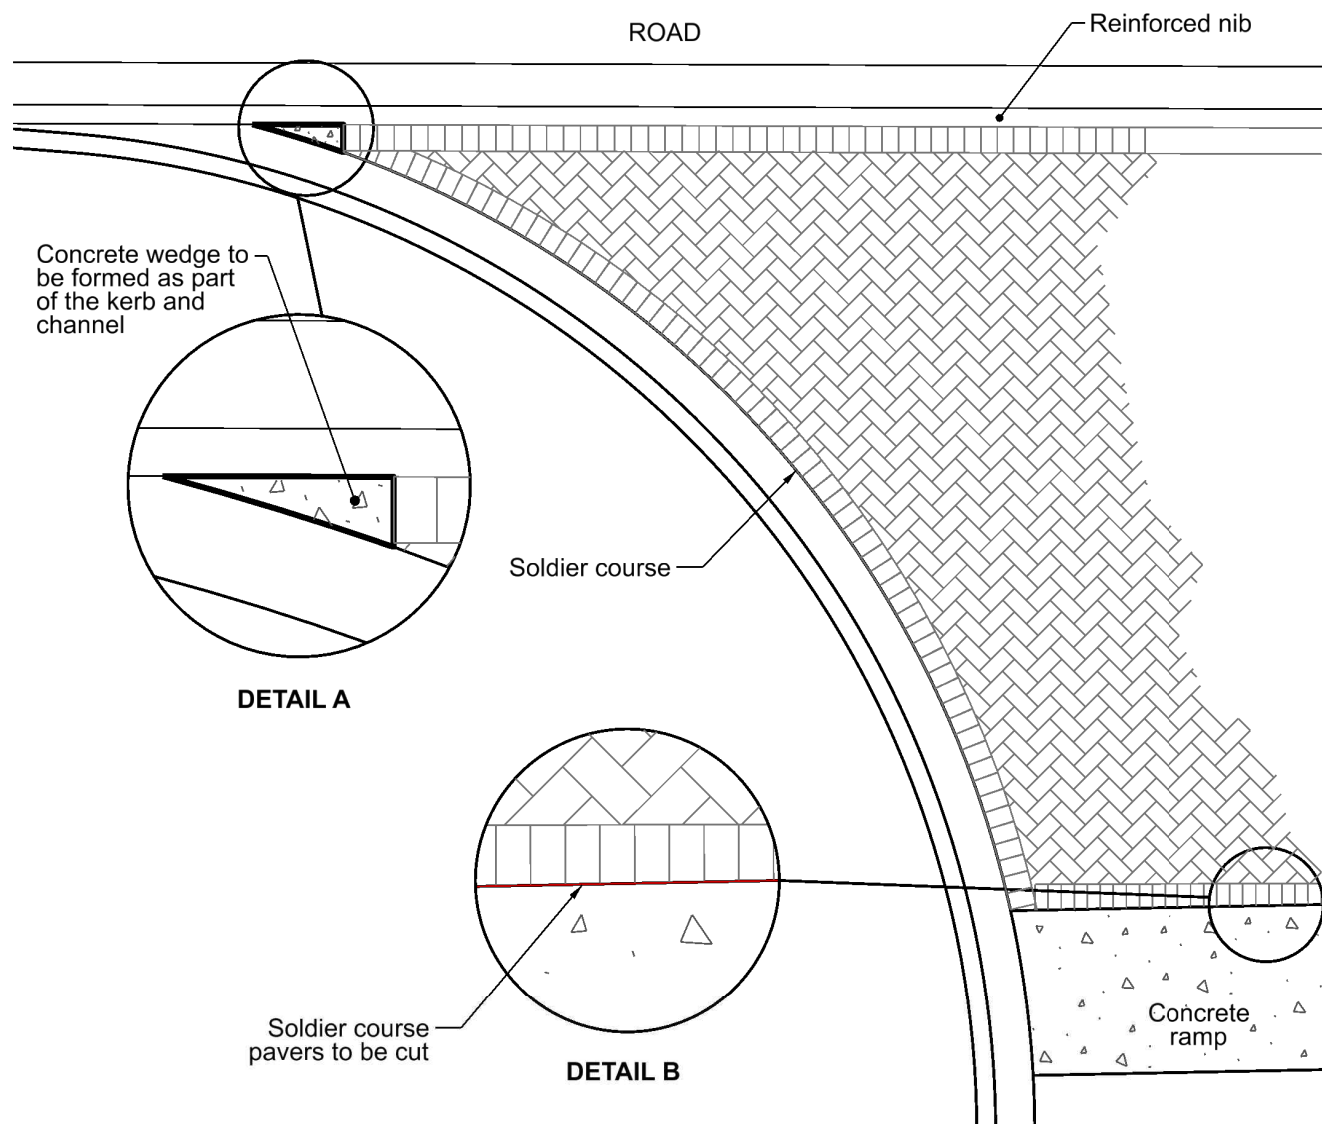 ROAD
Reinforced nib
Concrete wedge to
be formed as part
of the kerb and
channel
Soldier course
DETAIL A
Soldier course
pavers to be cut
DETAIL B
Concrete
ramp